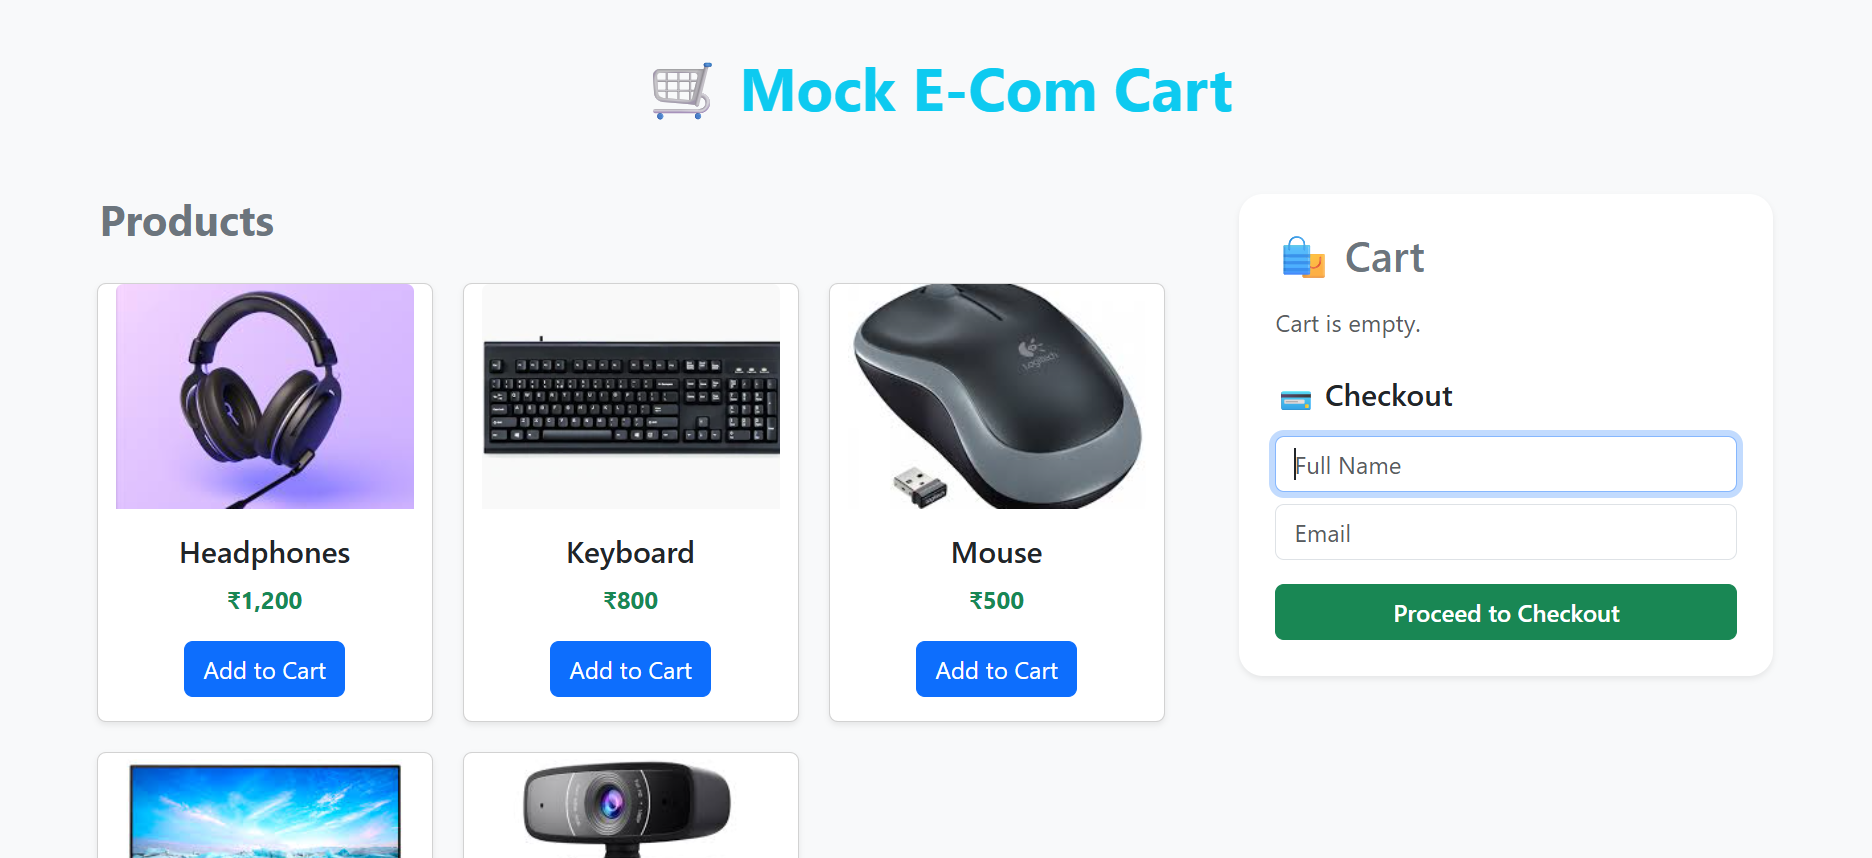 Mock E-Com Cart
Products
Logitech
Headphones
₹1,200
Add to Cart
Keyboard
₹800
Add to Cart
Mouse
₹500
Add to Cart
Cart
Cart is empty.
Checkout
Full Name
Email
Proceed to Checkout